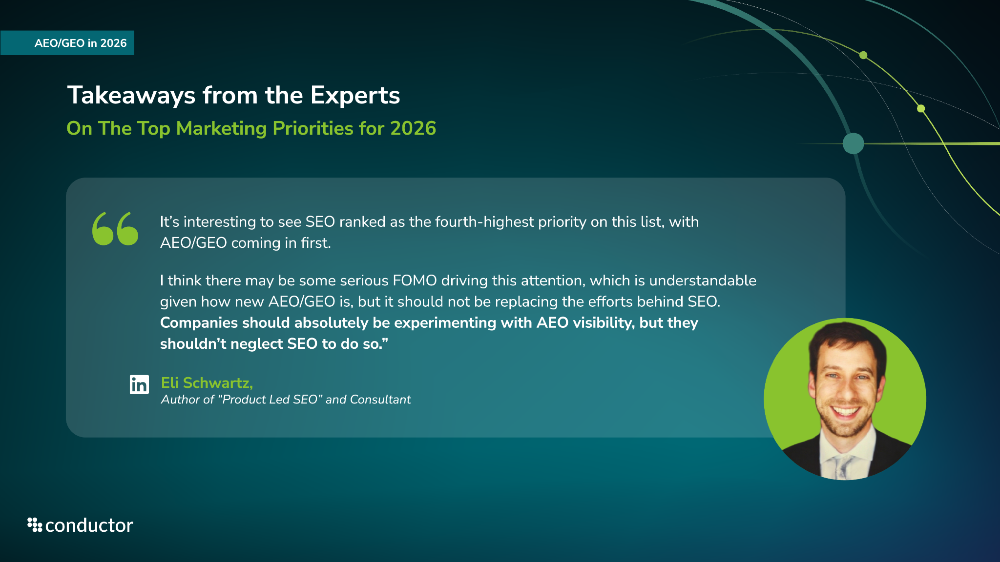 AEO/GEO in 2026
Takeaways from the Experts
On The Top Marketing Priorities for 2026
It’s interesting to see SEO ranked as the fourth-highest priority on this list, with
AEO/GEO coming in first.
I think there may be some serious FOMO driving this attention, which is understandable
given how new AEO/GEO is, but it should not be replacing the efforts behind SEO.
Companies should absolutely be experimenting with AEO visibility, but they
shouldn’t neglect SEO to do so.”
in
Eli Schwartz,
Author of “Product Led SEO” and Consultant
conductor